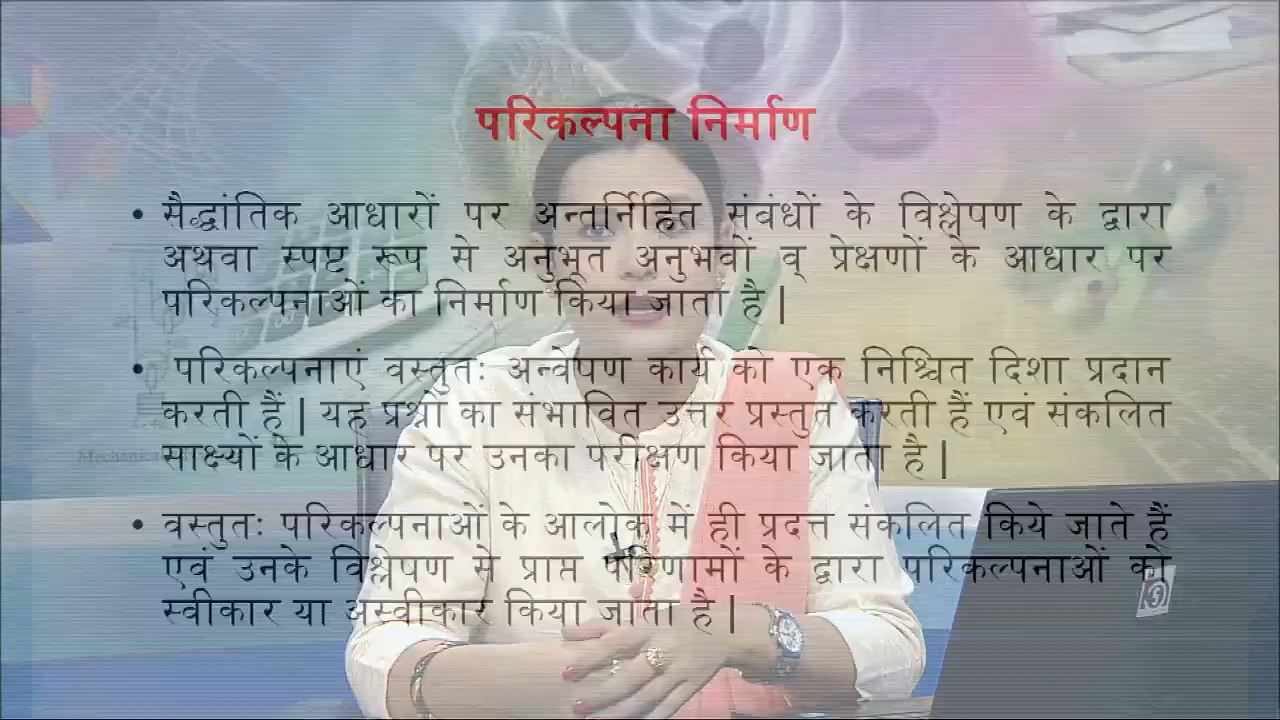 परिकल्पना निर्माण
• सैद्धांतिक आधारों पर अन्तर्निहित संबंधों के विश्लेषण के द्वारा
अथवा स्पष्ट रूप से अनुभूत अनुभवों व् प्रेक्षणों के आधार पर
परिकल्पनाओं का निर्माण किया जाता है |
• परिकल्पनाएं वस्तुतः अन्वेषण कार्य को एक निश्चित दिशा प्रदान
करती हैं | यह प्रश्नों का संभावित उत्तर प्रस्तुत करती हैं एवं संकलित
साक्ष्यों के आधार पर उनका परीक्षण किया जाता है |
• वस्तुतः परिकल्पनाओं के आलोक में ही प्रदत्त संकलित किये जाते हैं
एवं उनके विश्लेषण से प्राप्त परिणामों के द्वारा परिकल्पनाओं को
स्वीकार या अस्वीकार किया जाता है |